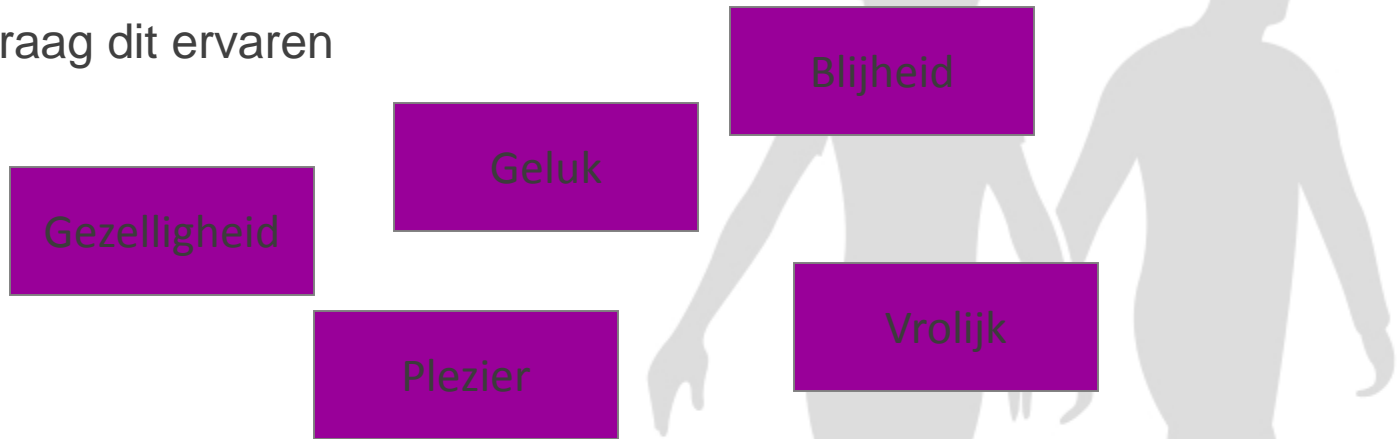 raag dit ervaren
Blijheid
Geluk
Gezelligheid
Vrolijk
Plezier